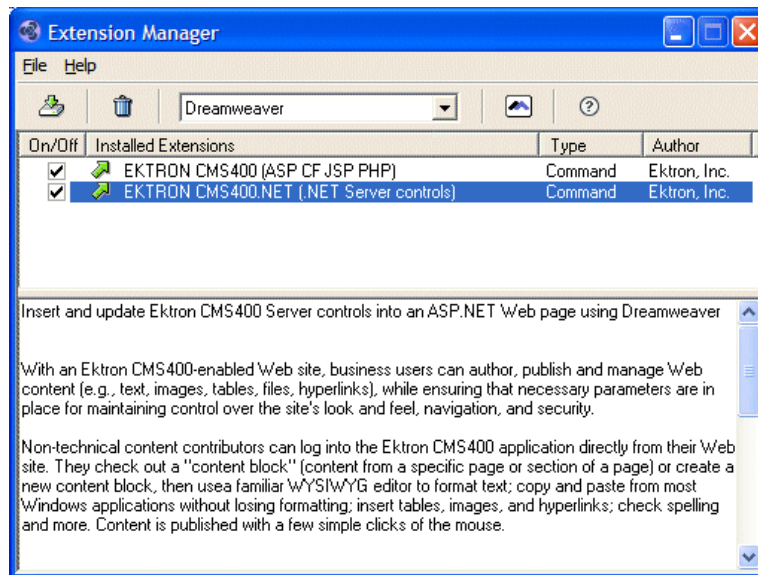 Extension Manager
File Help
Dreamweaver
On/Off Installed Extensions Type Author
EKTRON CMS400 (ASP CF JSP PHP) Command Ektron, Inc.
EKTRON CMS400.NET (.NET Server controls) Command Ektron, Inc.
Insert and update Ektron CMS400 Server controls into an ASP.NET Web page using Dreamweaver
With an Ektron CMS400-enabled Web site, business users can author, publish and manage Web
content (e.g., text, images, tables, files, hyperlinks), while ensuring that necessary parameters are in
place for maintaining control over the site's look and feel, navigation, and security.
Non-technical content contributors can log into the Ektron CMS400 application directly from their Web
site. They check out a "content block" (content from a specific page or section of a page) or create a
new content block, then usea familiar WYSIWYG editor to format text; copy and paste from most
Windows applications without losing formatting; insert tables, images, and hyperlinks; check spelling
and more. Content is published with a few simple clicks of the mouse.